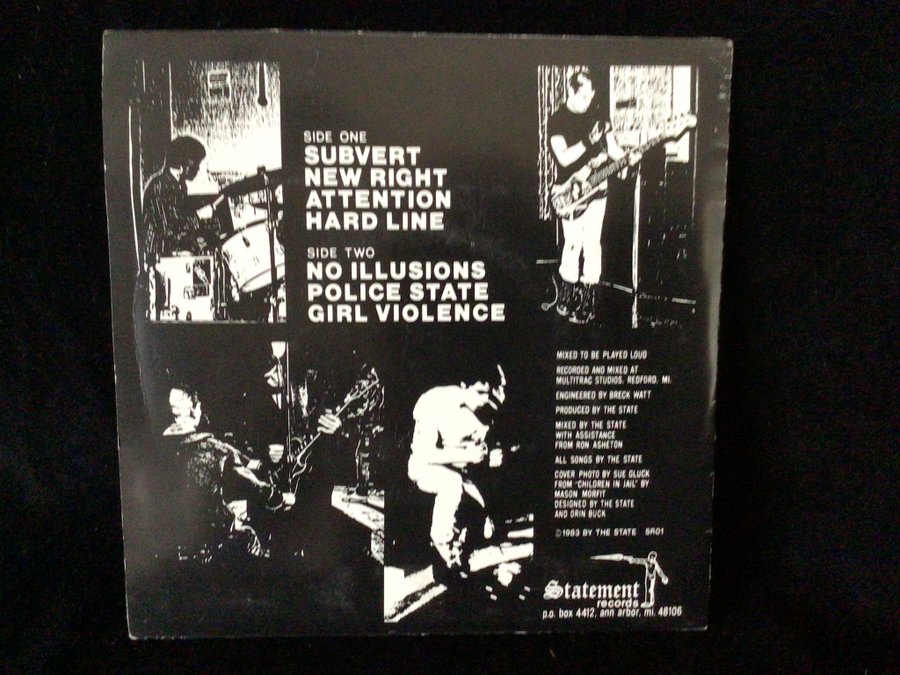 SIDE ONE
SUBVERT
NEW RIGHT
ATTENTION
HARD LINE
SIDE TWO
NO ILLUSIONS
POLICE STATE
GIRL VIOLENCE
MIXED TO BE PLAYED LOUD
RECORDED AND MIXED AT
MULTITRAC STUDIOS, REDFORD, MI.
ENGINEERED BY BRECK WATT
PRODUCED BY THE STATE
MIXED BY THE STATE
WITH ASSISTANCE
FROM RON ASHETON
ALL SONGS BY THE STATE
COVER PHOTO BY SUE GLUCK
FROM "CHILDREN IN JAIL" BY
MASON MORFIT
DESIGNED BY THE STATE
AND ORIN BUCK
©1983 BY THE STATE SR01
Statement
records
p.o. box 4412, ann arbor, mi. 48106